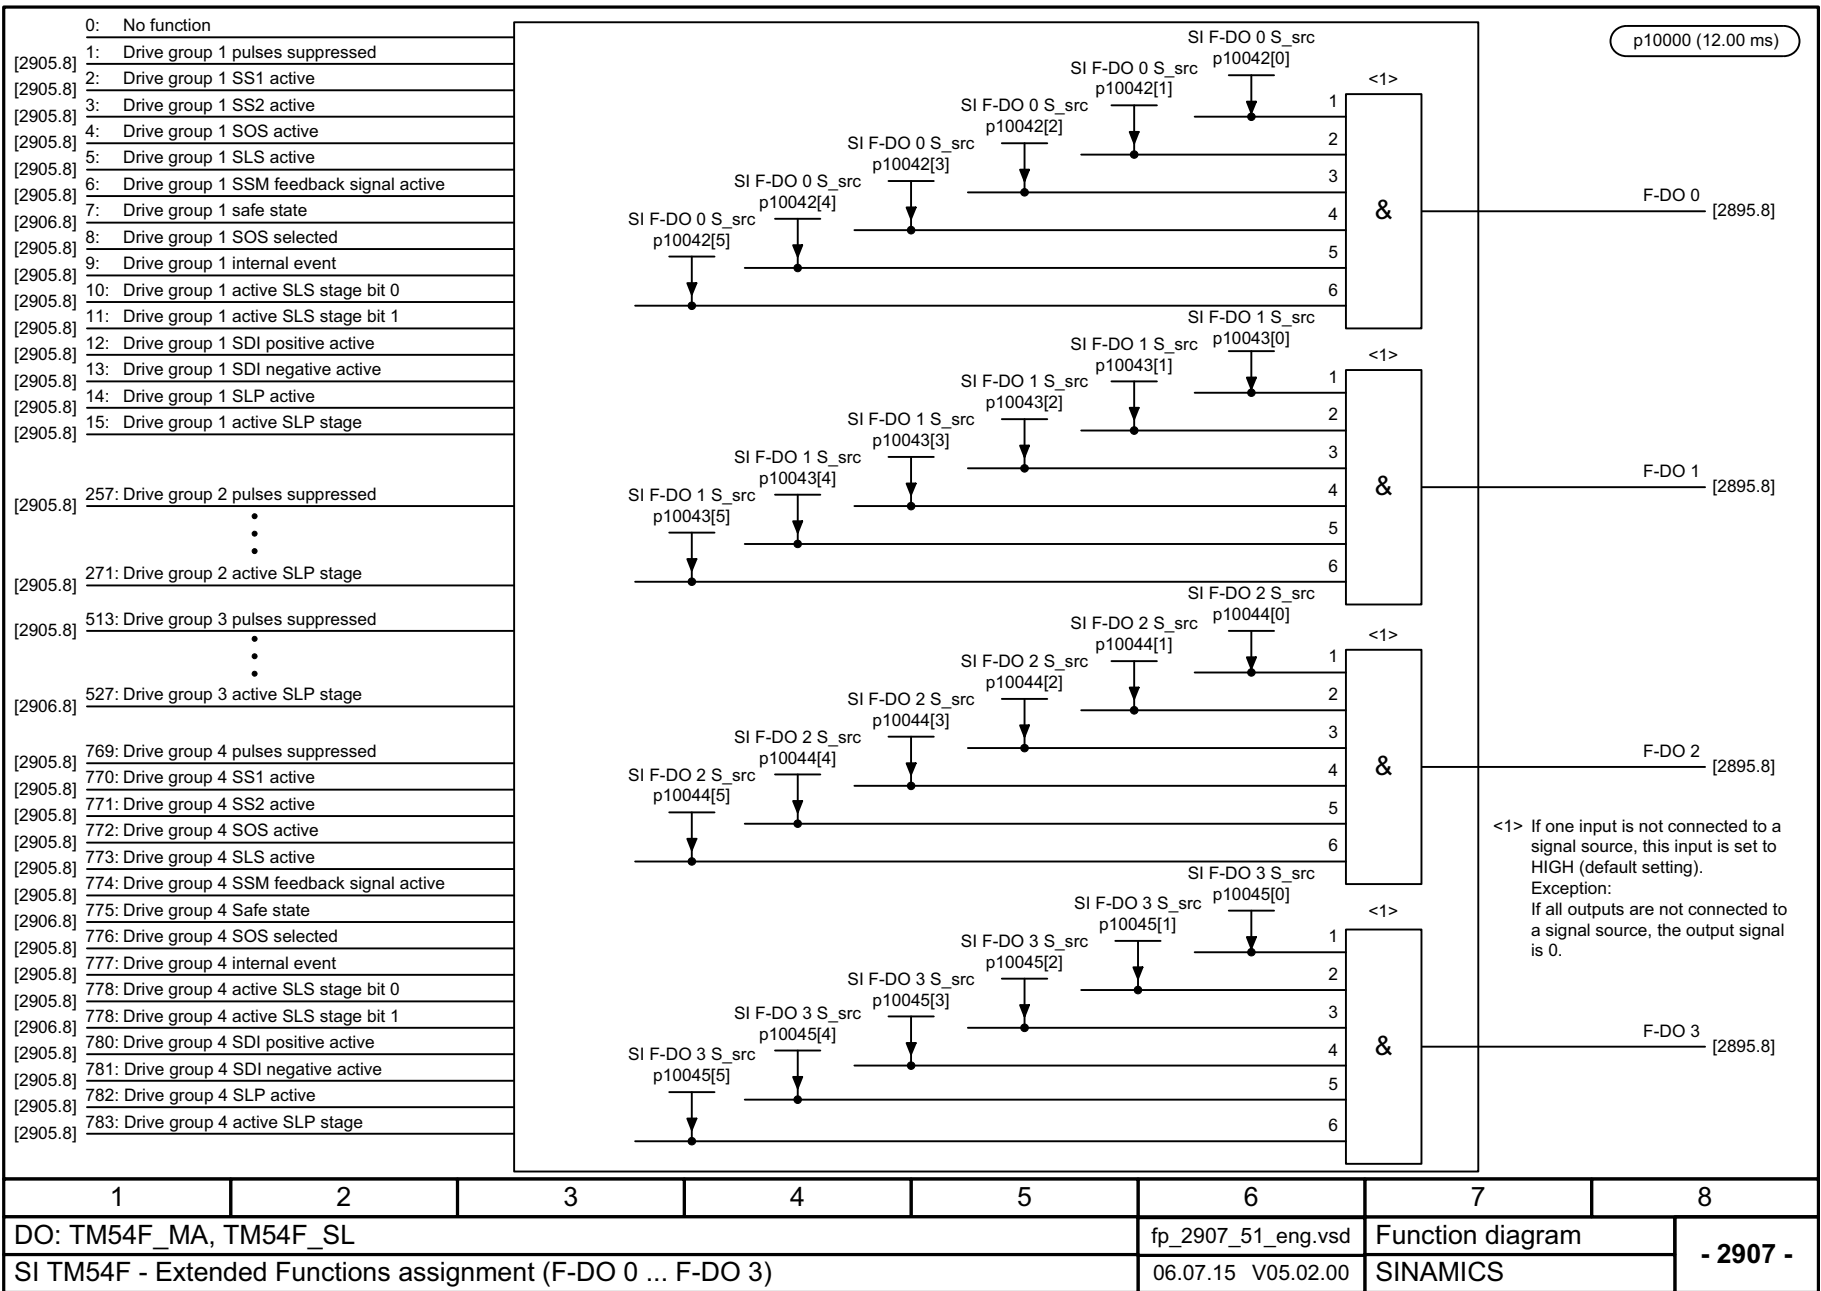 0: No function
[2905.8] 1: Drive group 1 pulses suppressed
[2905.8] 2: Drive group 1 SS1 active
[2905.8] 3: Drive group 1 SS2 active
[2905.8] 4: Drive group 1 SOS active
[2905.8] 5: Drive group 1 SLS active
[2905.8] 6: Drive group 1 SSM feedback signal active
[2906.8] 7: Drive group 1 safe state
[2905.8] 8: Drive group 1 SOS selected
[2905.8] 9: Drive group 1 internal event
[2905.8] 10: Drive group 1 active SLS stage bit 0
[2905.8] 11: Drive group 1 active SLS stage bit 1
[2905.8] 12: Drive group 1 SDI positive active
[2905.8] 13: Drive group 1 SDI negative active
[2905.8] 14: Drive group 1 SLP active
[2905.8] 15: Drive group 1 active SLP stage
[2905.8] 257: Drive group 2 pulses suppressed
[2905.8] 271: Drive group 2 active SLP stage
[2905.8] 513: Drive group 3 pulses suppressed
[2906.8] 527: Drive group 3 active SLP stage
[2905.8] 769: Drive group 4 pulses suppressed
[2905.8] 770: Drive group 4 SS1 active
[2905.8] 771: Drive group 4 SS2 active
[2905.8] 772: Drive group 4 SOS active
[2905.8] 773: Drive group 4 SLS active
[2905.8] 774: Drive group 4 SSM feedback signal active
[2906.8] 775: Drive group 4 Safe state
[2905.8] 776: Drive group 4 SOS selected
[2905.8] 777: Drive group 4 internal event
[2905.8] 778: Drive group 4 active SLS stage bit 0
[2906.8] 778: Drive group 4 active SLS stage bit 1
[2905.8] 780: Drive group 4 SDI positive active
[2905.8] 781: Drive group 4 SDI negative active
[2905.8] 782: Drive group 4 SLP active
[2905.8] 783: Drive group 4 active SLP stage
p10000 (12.00 ms)
SI F-DO 0 S_src
p10042[0]
SI F-DO 0 S_src
p10042[1]
SI F-DO 0 S_src
p10042[2]
SI F-DO 0 S_src
p10042[3]
SI F-DO 0 S_src
p10042[4]
SI F-DO 0 S_src
p10042[5]
<1>
1
2
3
4
5
6
&
F-DO 0 [2895.8]
SI F-DO 1 S_src
p10043[0]
SI F-DO 1 S_src
p10043[1]
SI F-DO 1 S_src
p10043[2]
SI F-DO 1 S_src
p10043[3]
SI F-DO 1 S_src
p10043[4]
SI F-DO 1 S_src
p10043[5]
<1>
1
2
3
4
5
6
&
F-DO 1 [2895.8]
SI F-DO 2 S_src
p10044[0]
SI F-DO 2 S_src
p10044[1]
SI F-DO 2 S_src
p10044[2]
SI F-DO 2 S_src
p10044[3]
SI F-DO 2 S_src
p10044[4]
SI F-DO 2 S_src
p10044[5]
<1>
1
2
3
4
5
6
&
F-DO 2 [2895.8]
SI F-DO 3 S_src
p10045[0]
SI F-DO 3 S_src
p10045[1]
SI F-DO 3 S_src
p10045[2]
SI F-DO 3 S_src
p10045[3]
SI F-DO 3 S_src
p10045[4]
SI F-DO 3 S_src
p10045[5]
<1>
1
2
3
4
5
6
&
F-DO 3 [2895.8]
<1> If one input is not connected to a
signal source, this input is set to
HIGH (default setting).
Exception:
If all outputs are not connected to
a signal source, the output signal
is 0.
1 2 3 4 5 6 7 8
DO: TM54F_MA, TM54F_SL
SI TM54F - Extended Functions assignment (F-DO 0 ... F-DO 3)
fp_2907_51_eng.vsd
06.07.15 V05.02.00
Function diagram
SINAMICS
- 2907 -